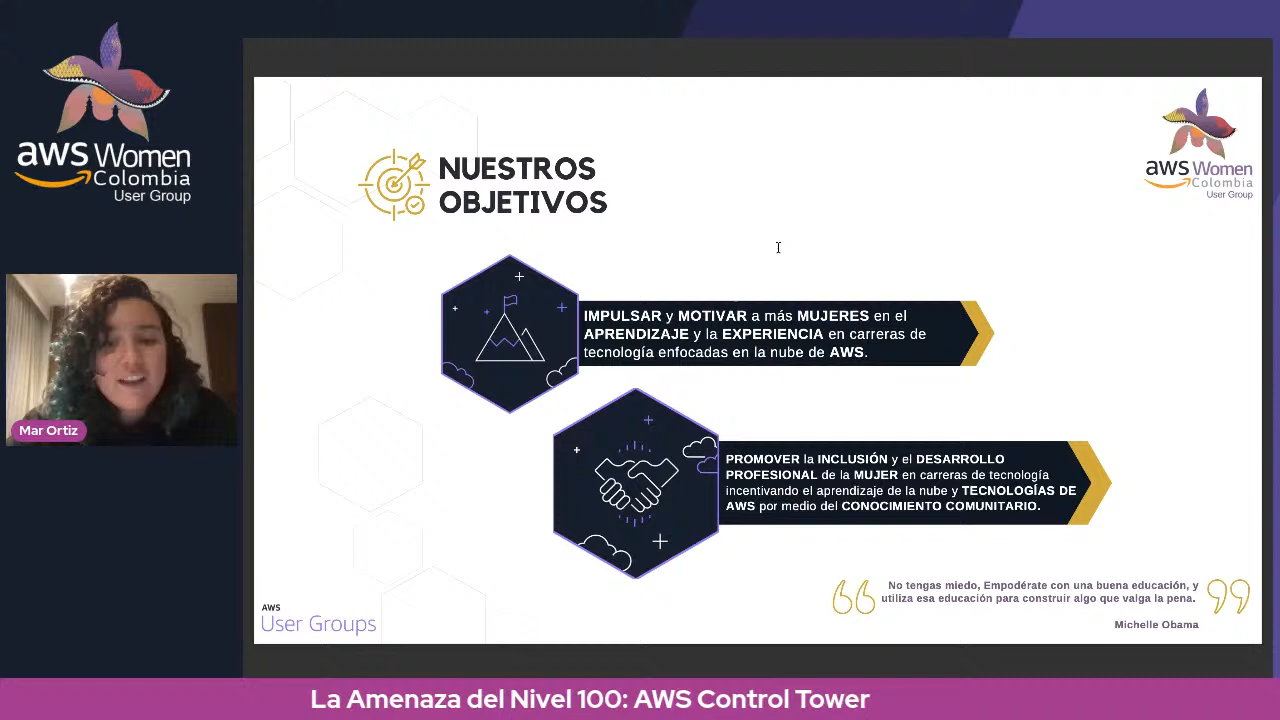 aws Women
Colombia
User Group
Mar Ortiz
NUESTROS
OBJETIVOS
aws Women
Colombia
User Group
IMPULSAR y MOTIVAR a más MUJERES en el
APRENDIZAJE y la EXPERIENCIA en carreras de
tecnología enfocadas en la nube de AWS.
PROMOVER la INCLUSIÓN y el DESARROLLO
PROFESIONAL de la MUJER en carreras de tecnología
incentivando el aprendizaje de la nube y TECNOLOGÍAS DE
AWS por medio del CONOCIMIENTO COMUNITARIO.
No tengas miedo, Empodérate con una buena educación, y
utiliza esa educación para construir algo que valga la pena.
Michelle Obama
AWS
User Groups
La Amenaza del Nivel 100: AWS Control Tower